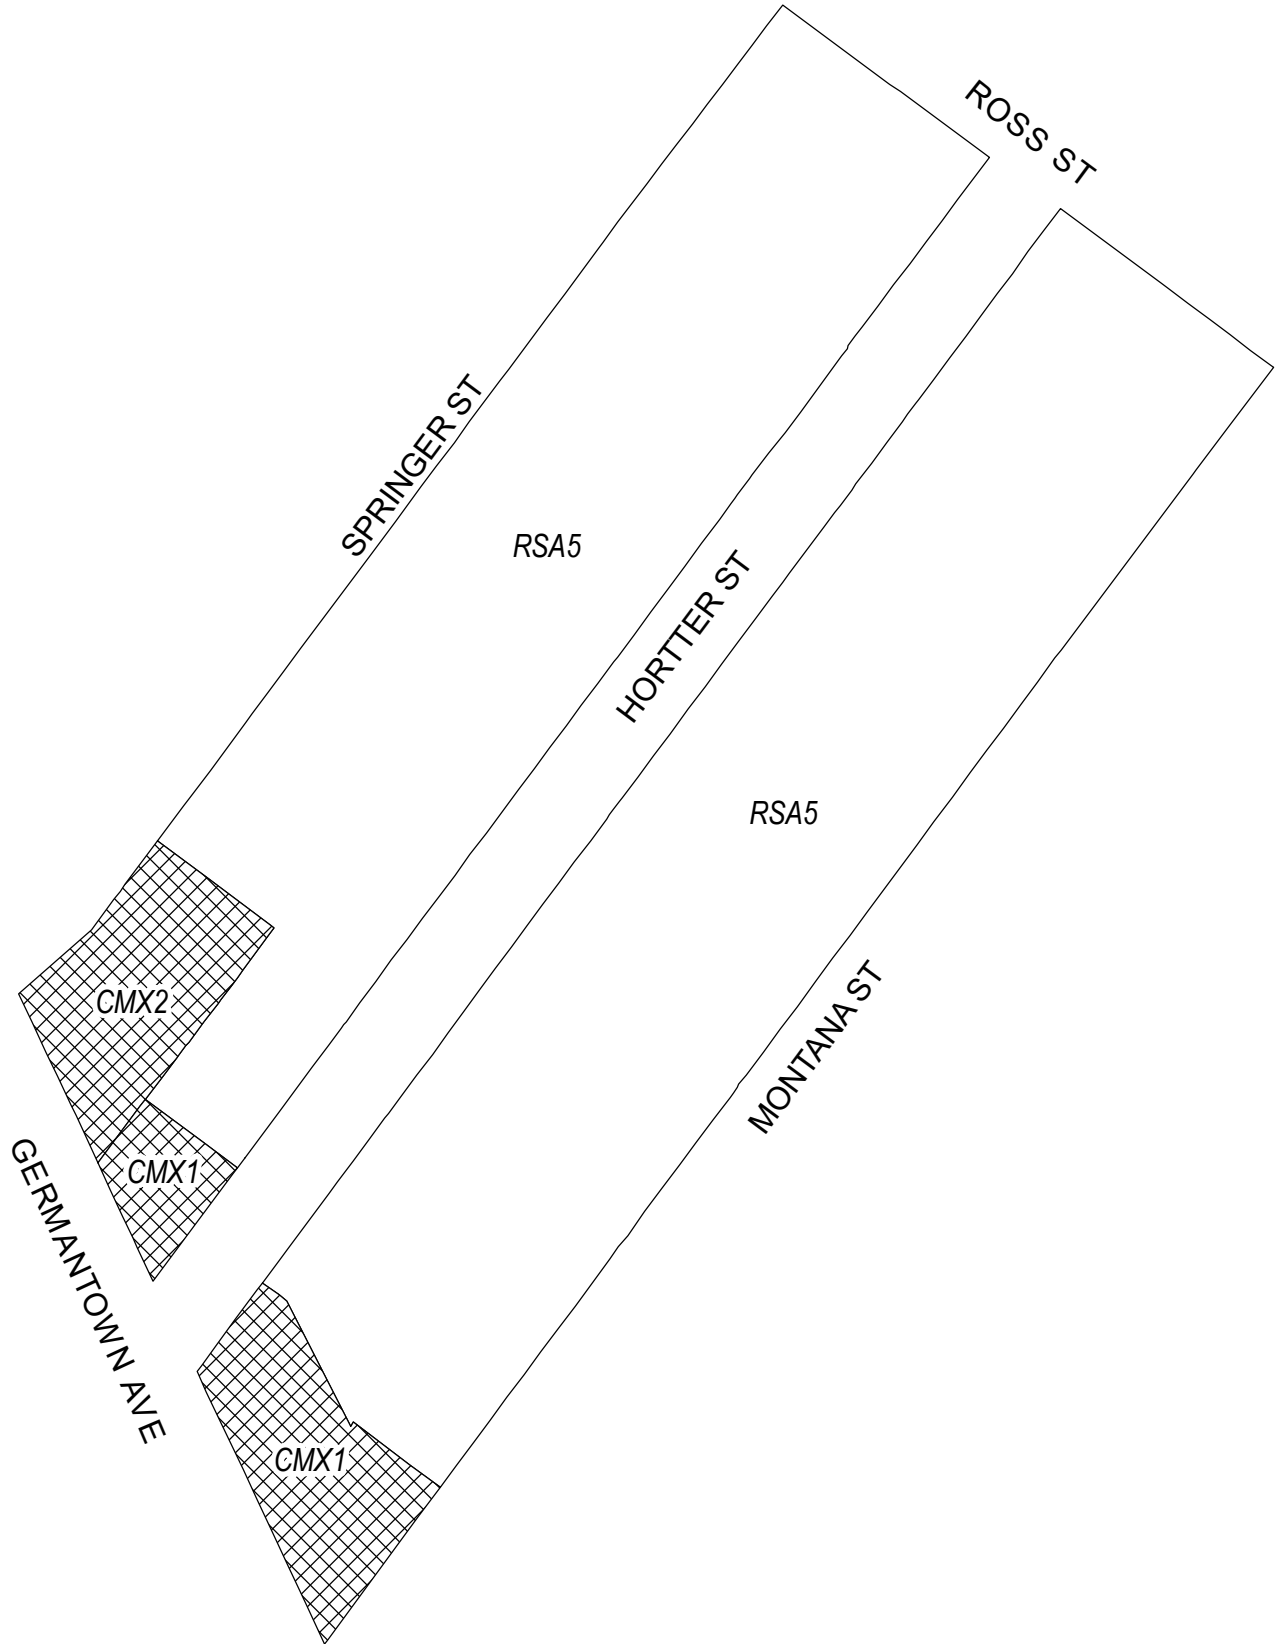 ROSS ST
SPRINGER ST
RSA5
HORTTER ST
RSA5
CMX2
MONTANA ST
CMX1
GERMANTOWN AVE
CMX1